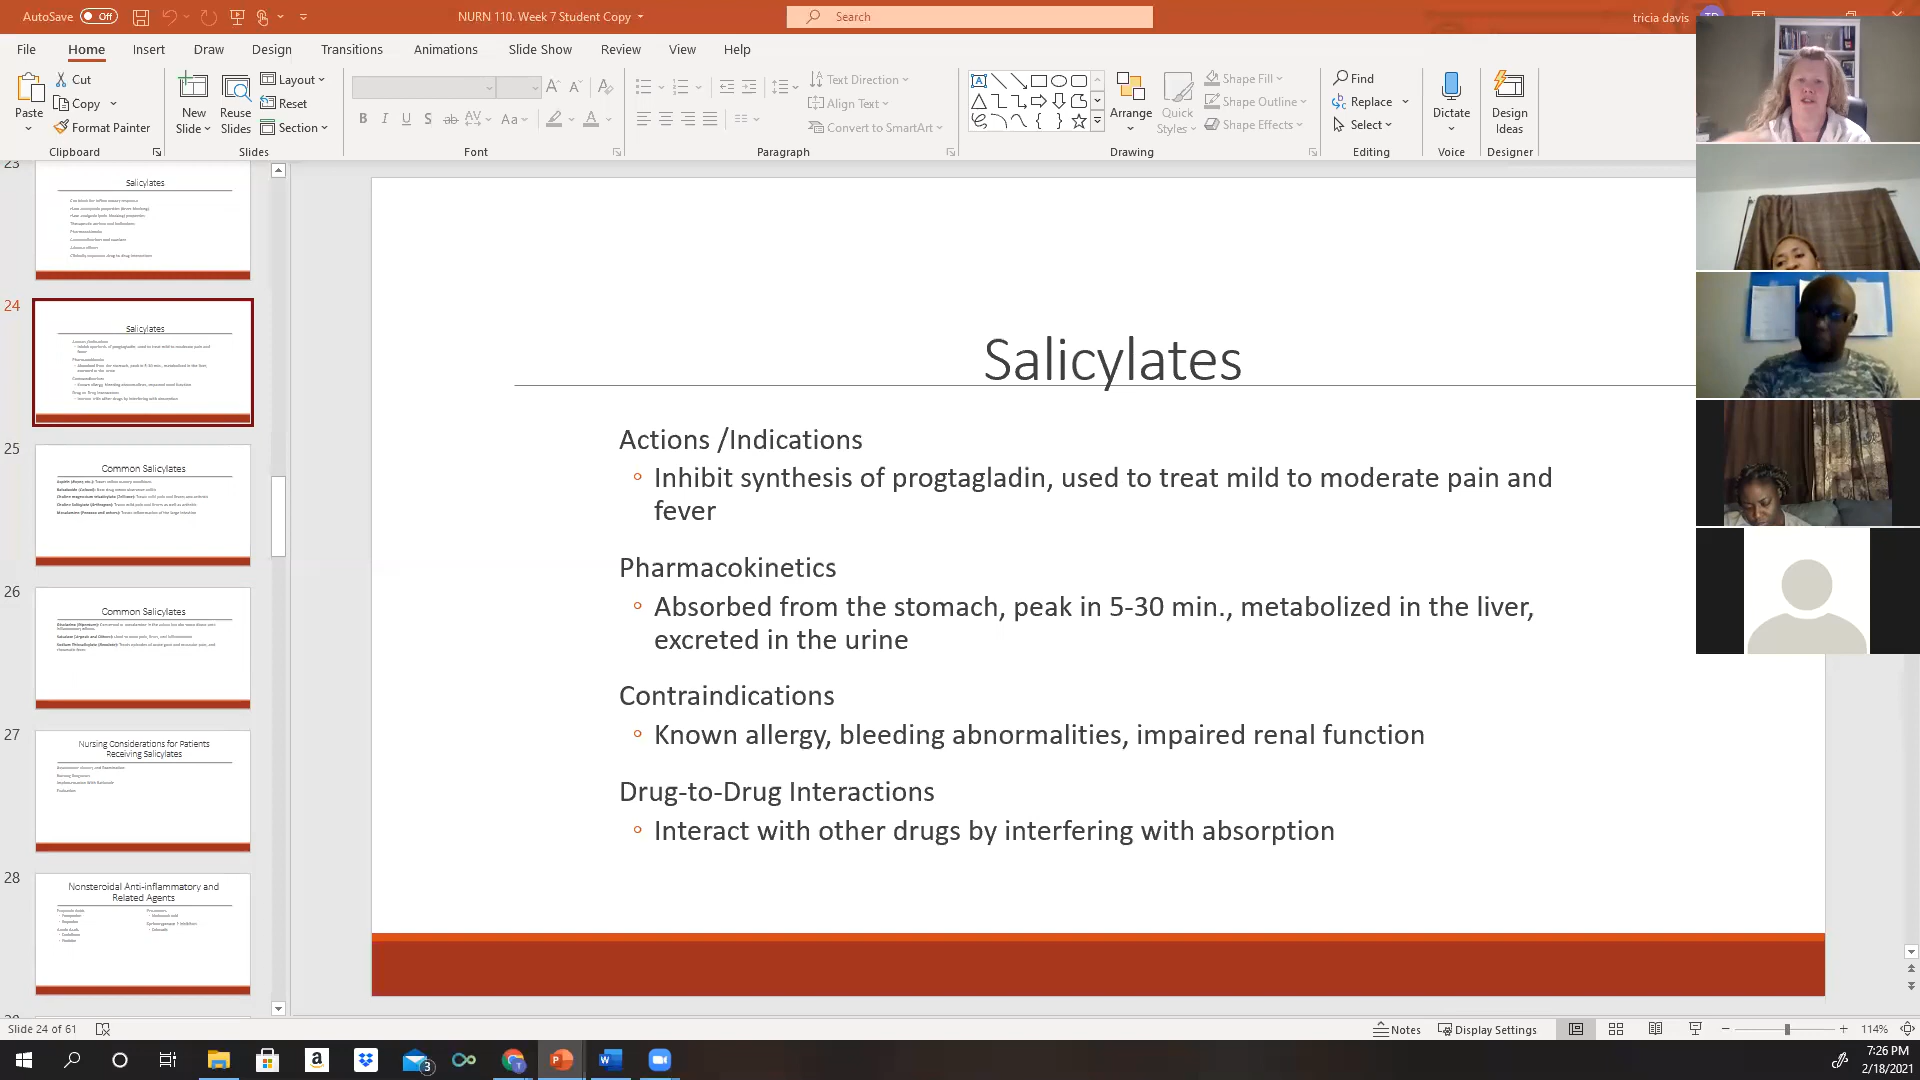 AutoSave Off
NURN 110. Week 7 Student Copy
Search
tricia davis
File Home Insert Draw Design Transitions Animations Slide Show Review View Help
Paste
Cut
Copy
Format Painter
Clipboard
New Slide
Reuse Slides
Layout
Reset
Section
Slides
Font
Text Direction
Align Text
Convert to SmartArt
Paragraph
Arrange
Quick Styles
Shape Fill
Shape Outline
Shape Effects
Drawing
Find
Replace
Select
Editing
Dictate
Voice
Design Ideas
Designer
23
Salicylates
24
Salicylates
25
Common Salicylates
26
Common Salicylates
27
Nursing Considerations for Patients
Receiving Salicylates
28
Nonsteroidal Anti-inflammatory and
Related Agents
Salicylates
Actions /Indications
Inhibit synthesis of progtagladin, used to treat mild to moderate pain and
fever
Pharmacokinetics
Absorbed from the stomach, peak in 5-30 min., metabolized in the liver,
excreted in the urine
Contraindications
Known allergy, bleeding abnormalities, impaired renal function
Drug-to-Drug Interactions
Interact with other drugs by interfering with absorption
Slide 24 of 61
Notes
Display Settings
114%
3
7:26 PM
2/18/2021